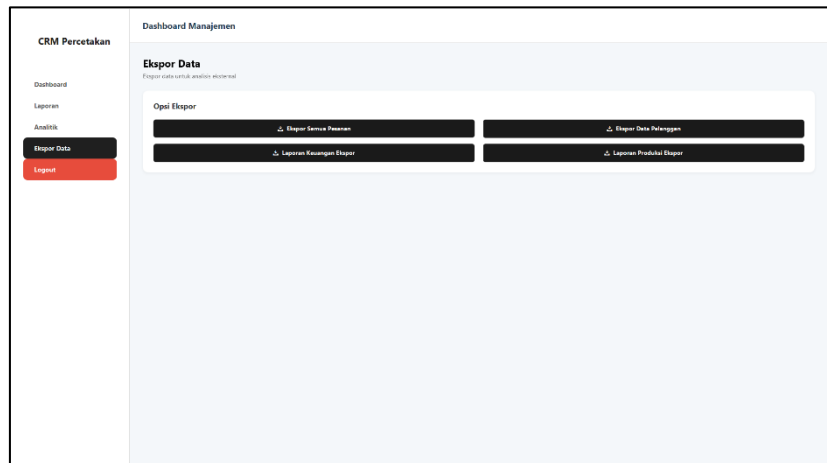 CRM Percetakan
Dashboard
Laporan
Analitik
Ekspor Data
Logout
Dashboard Manajemen
Ekspor Data
Ekspor data untuk analisis eksternal
Opsi Ekspor
Ekspor Semua Pesanan
Ekspor Data Pelanggan
Laporan Keuangan Ekspor
Laporan Produksi Ekspor